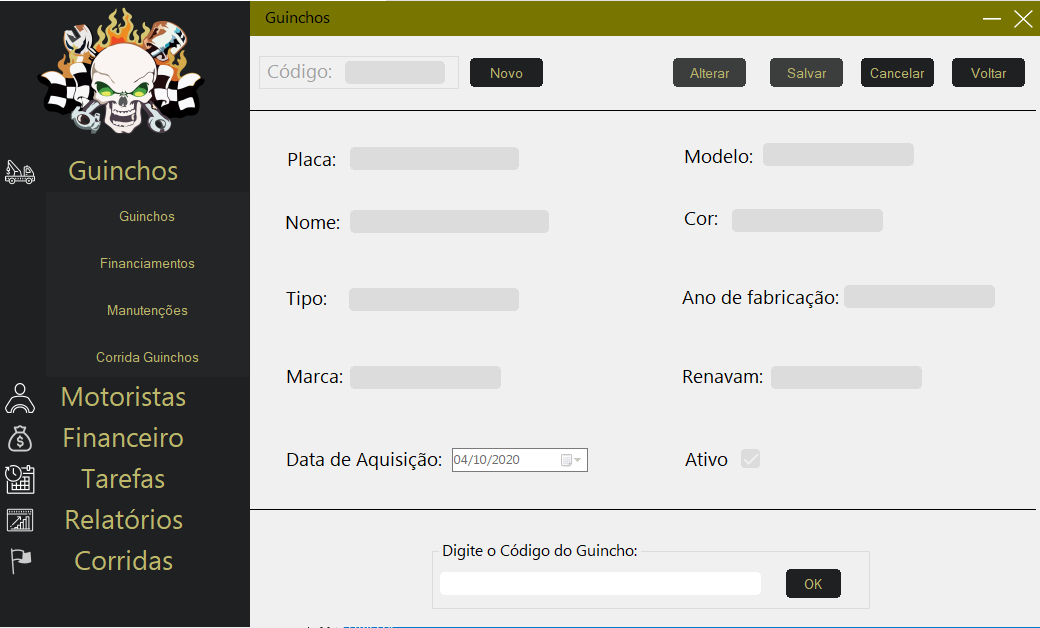 Guinchos
Código:
Novo
Alterar
Salvar
Cancelar
Voltar
Guinchos
Guinchos
Financiamentos
Manutenções
Corrida Guinchos
Motoristas
Financeiro
Tarefas
Relatórios
Corridas
Placa:
Modelo:
Nome:
Cor:
Tipo:
Ano de fabricação:
Marca:
Renavam:
Data de Aquisição: 04/10/2020
Ativo
Digite o Código do Guincho:
OK